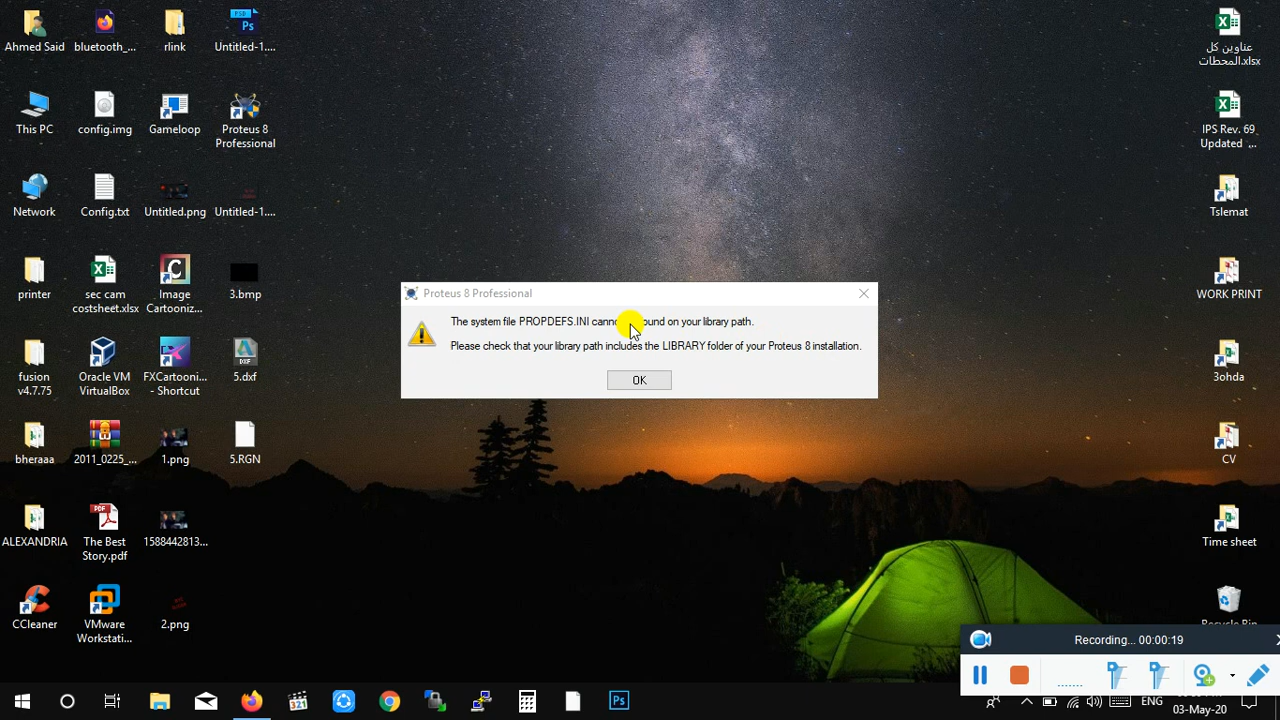 Ahmed Said
bluetooth_...
rlink
Untitled-1....
This PC
config.img
Gameloop
Proteus 8
Professional
Network
Config.txt
Untitled.png
Untitled-1....
printer
sec cam
costsheet.xlsx
Image
Cartooniz...
3.bmp
fusion
v4.7.75
Oracle VM
VirtualBox
FXCartooni...
- Shortcut
5.dxf
bheraaa
2011_0225_...
1.png
5.RGN
ALEXANDRIA
The Best
Story.pdf
1588442813...
CCleaner
VMware
Workstati...
2.png
Proteus 8 Professional
The system file PROPDEFS.INI found on your library path.
Please check that your library path includes the LIBRARY folder of your Proteus 8 installation.
OK
عناوين كل
المحطات.xlsx
IPS Rev. 69
Updated ...
Tslemat
WORK PRINT
3ohda
CV
Time sheet
Recycle Bin
Recording... 00:00:19
ENG
03-May-20